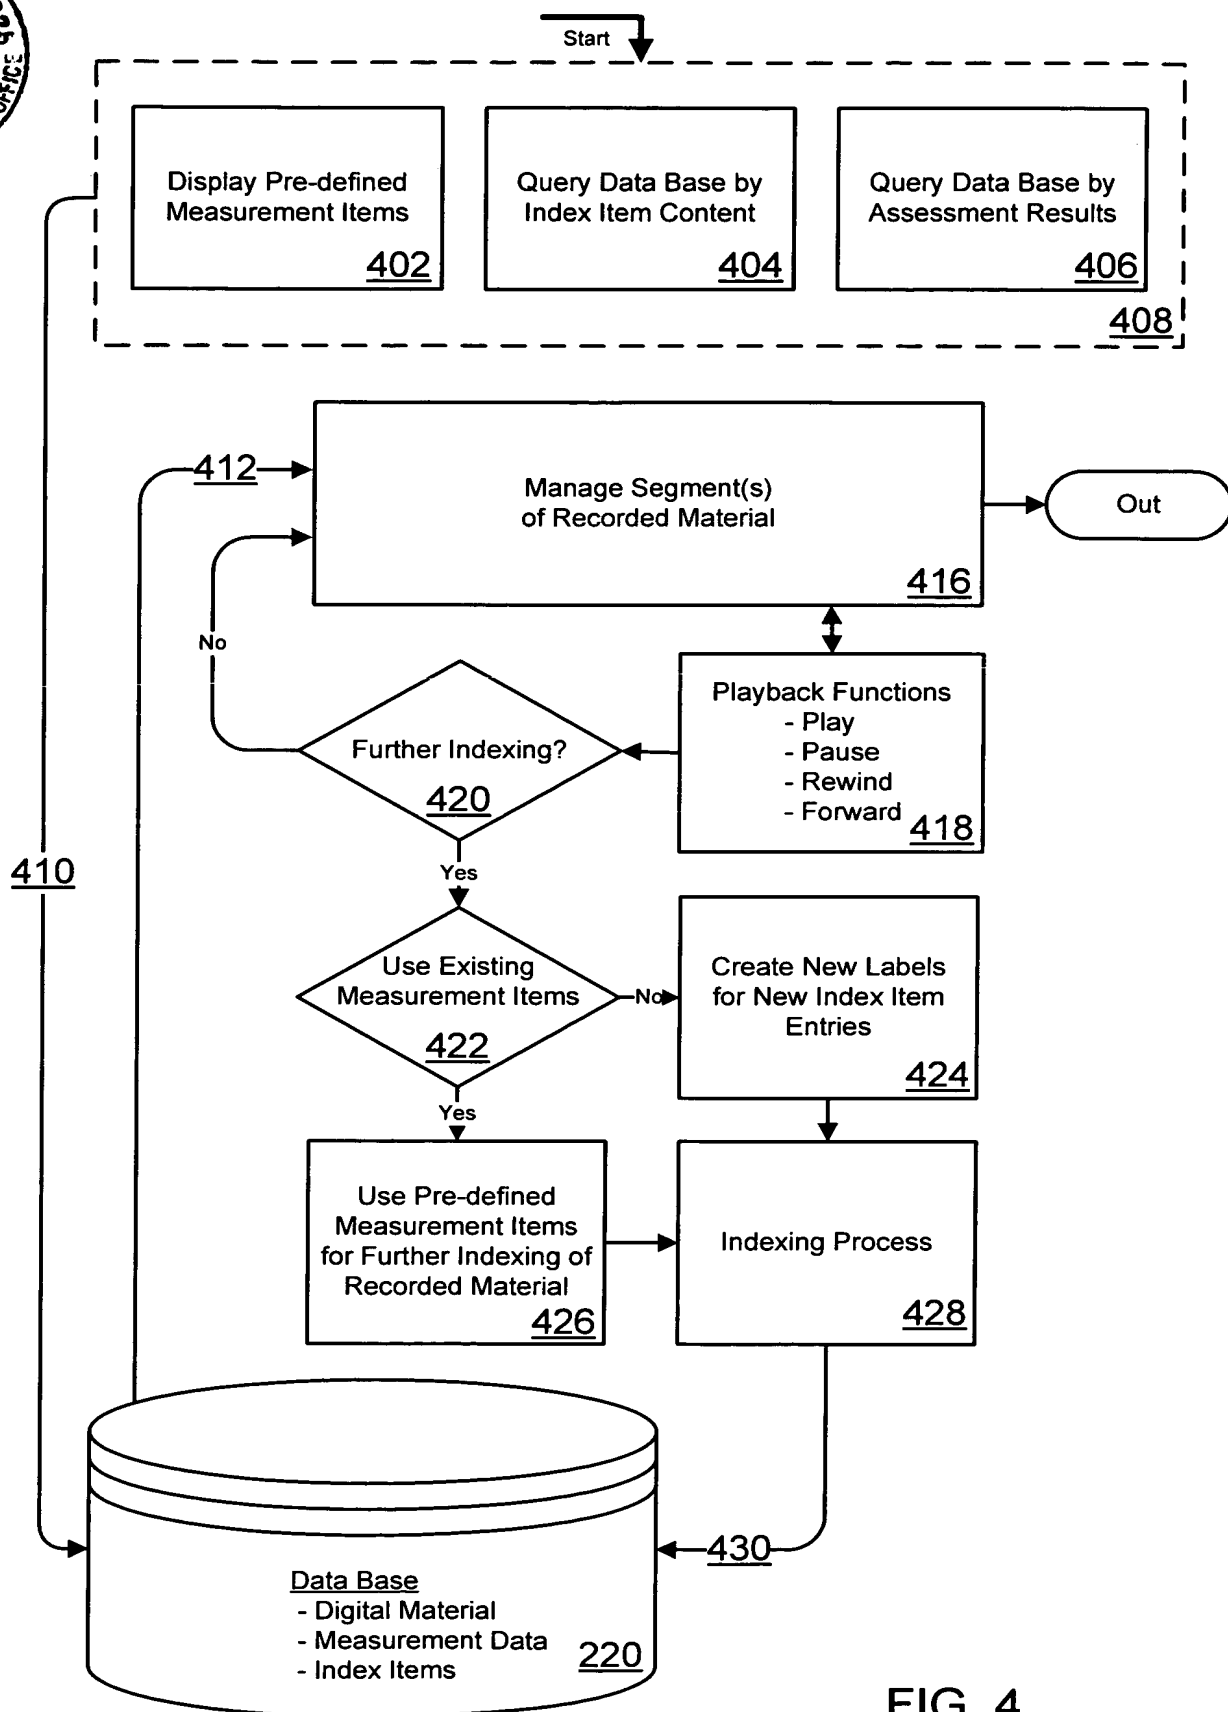 OFFICE
Start
Display Pre-defined
Measurement Items
402
Query Data Base by
Index Item Content
404
Query Data Base by
Assessment Results
406
408
412
Manage Segment(s)
of Recorded Material
416
Out
No
Playback Functions
- Play
- Pause
- Rewind
- Forward
418
Further Indexing?
420
410
Yes
Use Existing
Measurement Items
422
No
Create New Labels
for New Index Item
Entries
424
Yes
Use Pre-defined
Measurement Items
for Further Indexing of
Recorded Material
426
Indexing Process
428
430
Data Base
- Digital Material
- Measurement Data
- Index Items
220
FIG. 4